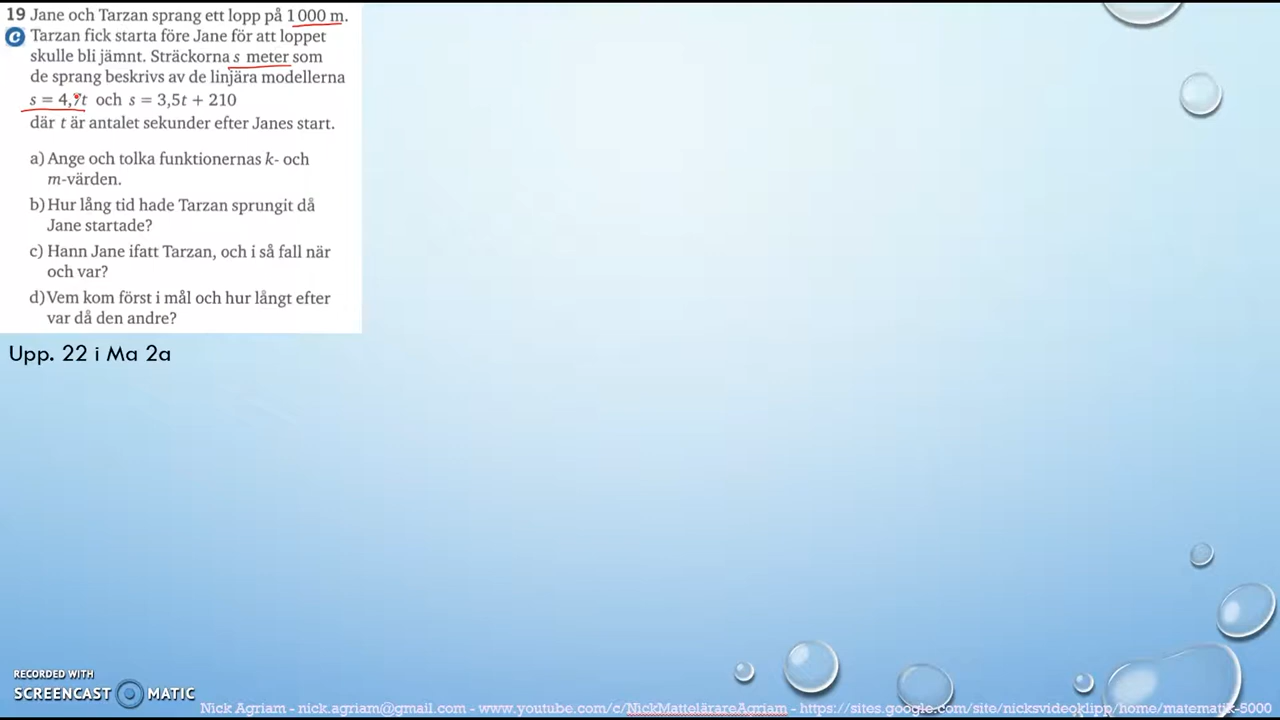 19 Jane och Tarzan sprang ett lopp på 1 000 m.
C Tarzan fick starta före Jane för att loppet
skulle bli jämnt. Sträckorna s meter som
de sprang beskrivs av de linjära modellerna
s = 4,7t och s = 3,5t + 210
där t är antalet sekunder efter Janes start.
a) Ange och tolka funktionernas k- och
m-värden.
b) Hur lång tid hade Tarzan sprungit då
Jane startade?
c) Hann Jane ifatt Tarzan, och i så fall när
och var?
d) Vem kom först i mål och hur långt efter
var då den andre?
Upp. 22 i Ma 2a
RECORDED WITH
SCREENCAST MATIC
Nick Agriam - nick.agriam@gmail.com - www.youtube.com/c/NickMattelärareAgriam - https://sites.google.com/site/nicksvideoklipp/home/matematik-5000